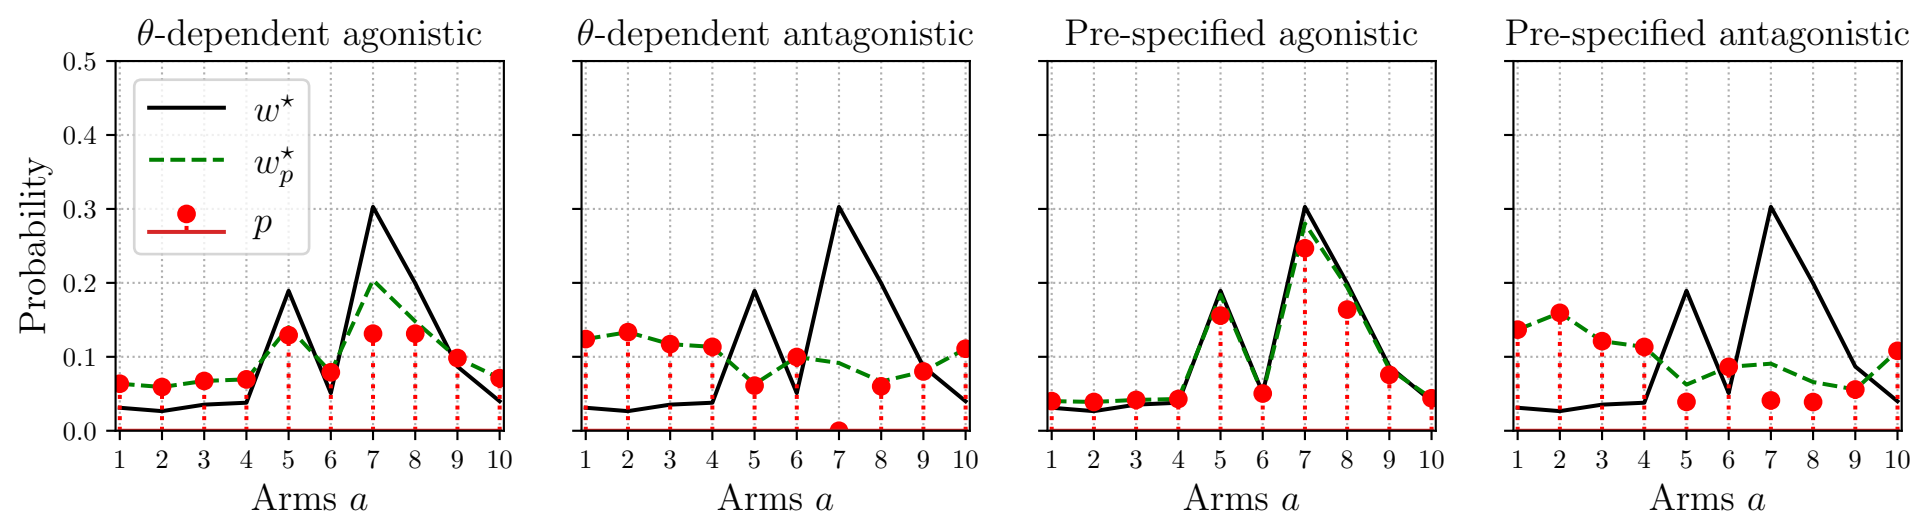 θ-dependent agonistic
θ-dependent antagonistic
Pre-specified agonistic
Pre-specified antagonistic
Probability
0.5
0.4
0.3
0.2
0.1
0.0
w⋆
w⋆p
p
1 2 3 4 5 6 7 8 9 10
1 2 3 4 5 6 7 8 9 10
1 2 3 4 5 6 7 8 9 10
1 2 3 4 5 6 7 8 9 10
Arms a
Arms a
Arms a
Arms a